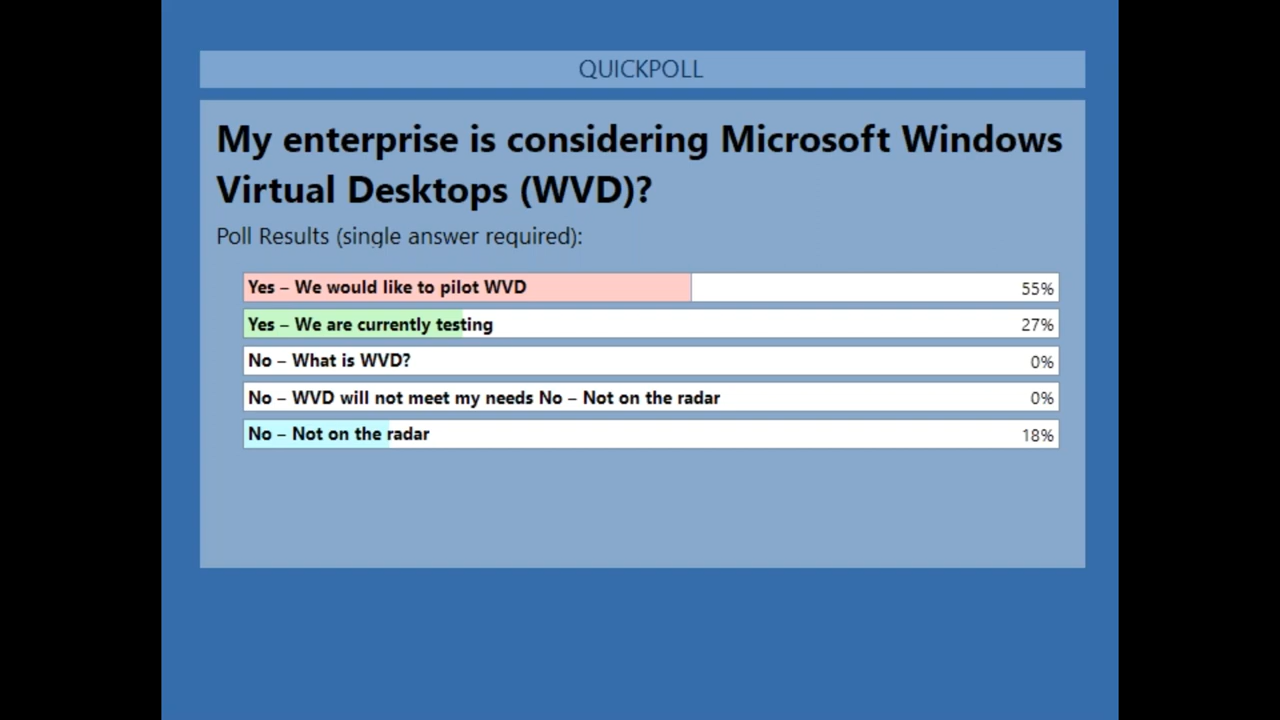 QUICKPOLL
My enterprise is considering Microsoft Windows
Virtual Desktops (WVD)?
Poll Results (single answer required):
Yes – We would like to pilot WVD 55%
Yes – We are currently testing 27%
No – What is WVD? 0%
No – WVD will not meet my needs No – Not on the radar 0%
No – Not on the radar 18%